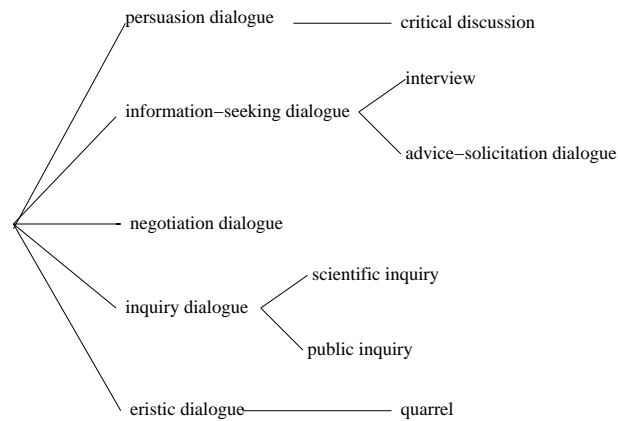 persuasion dialogue
critical discussion
information−seeking dialogue
interview
advice−solicitation dialogue
negotiation dialogue
inquiry dialogue
scientific inquiry
public inquiry
eristic dialogue
quarrel